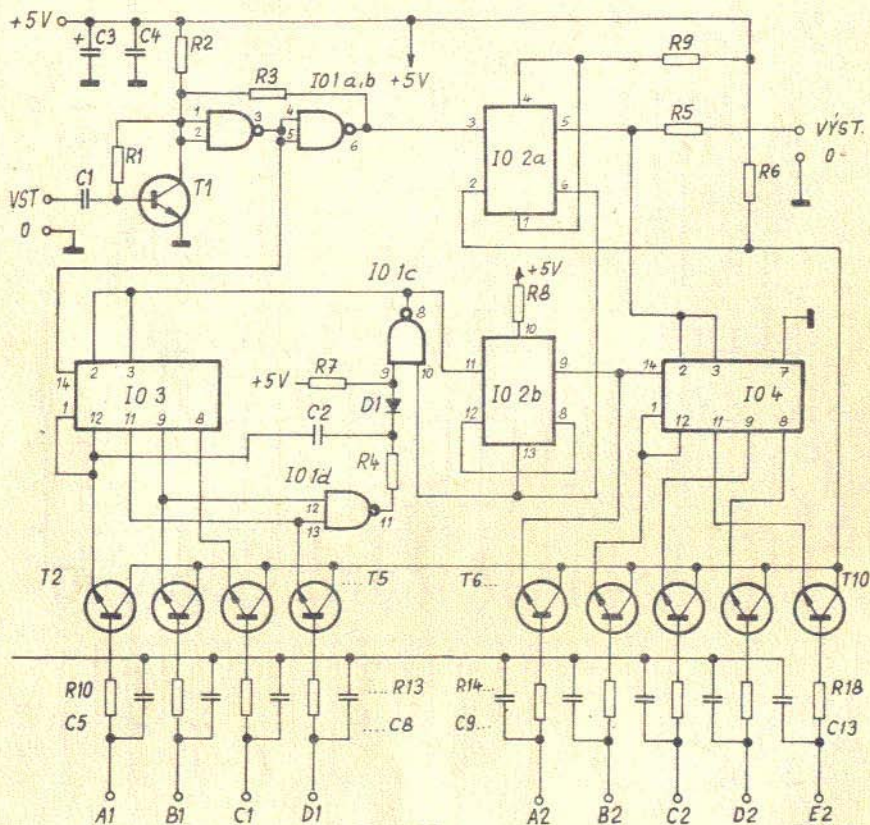 +5V
C3
C4
R2
+
R3
IO1a,b
+5V
R9
1
2
3
4
5
6
3
4
5
IO 2a
2
6
1
R5
VÝST.
0
R6
R1
C1
T1
VST
0
IO 1c
+5V
R8
8
9
10
10
11
9
IO 2b
12
8
13
R7
+5V
D1
C2
R4
IO1d
12
13
11
14
2
3
IO 3
1
12
11
9
8
14
2
3
7
IO 4
1
12
11
9
8
T2
....T5
T6...
T10
R10
....R13
R14...
R18
C5
....C8
C9...
C13
A1
B1
C1
D1
A2
B2
C2
D2
E2